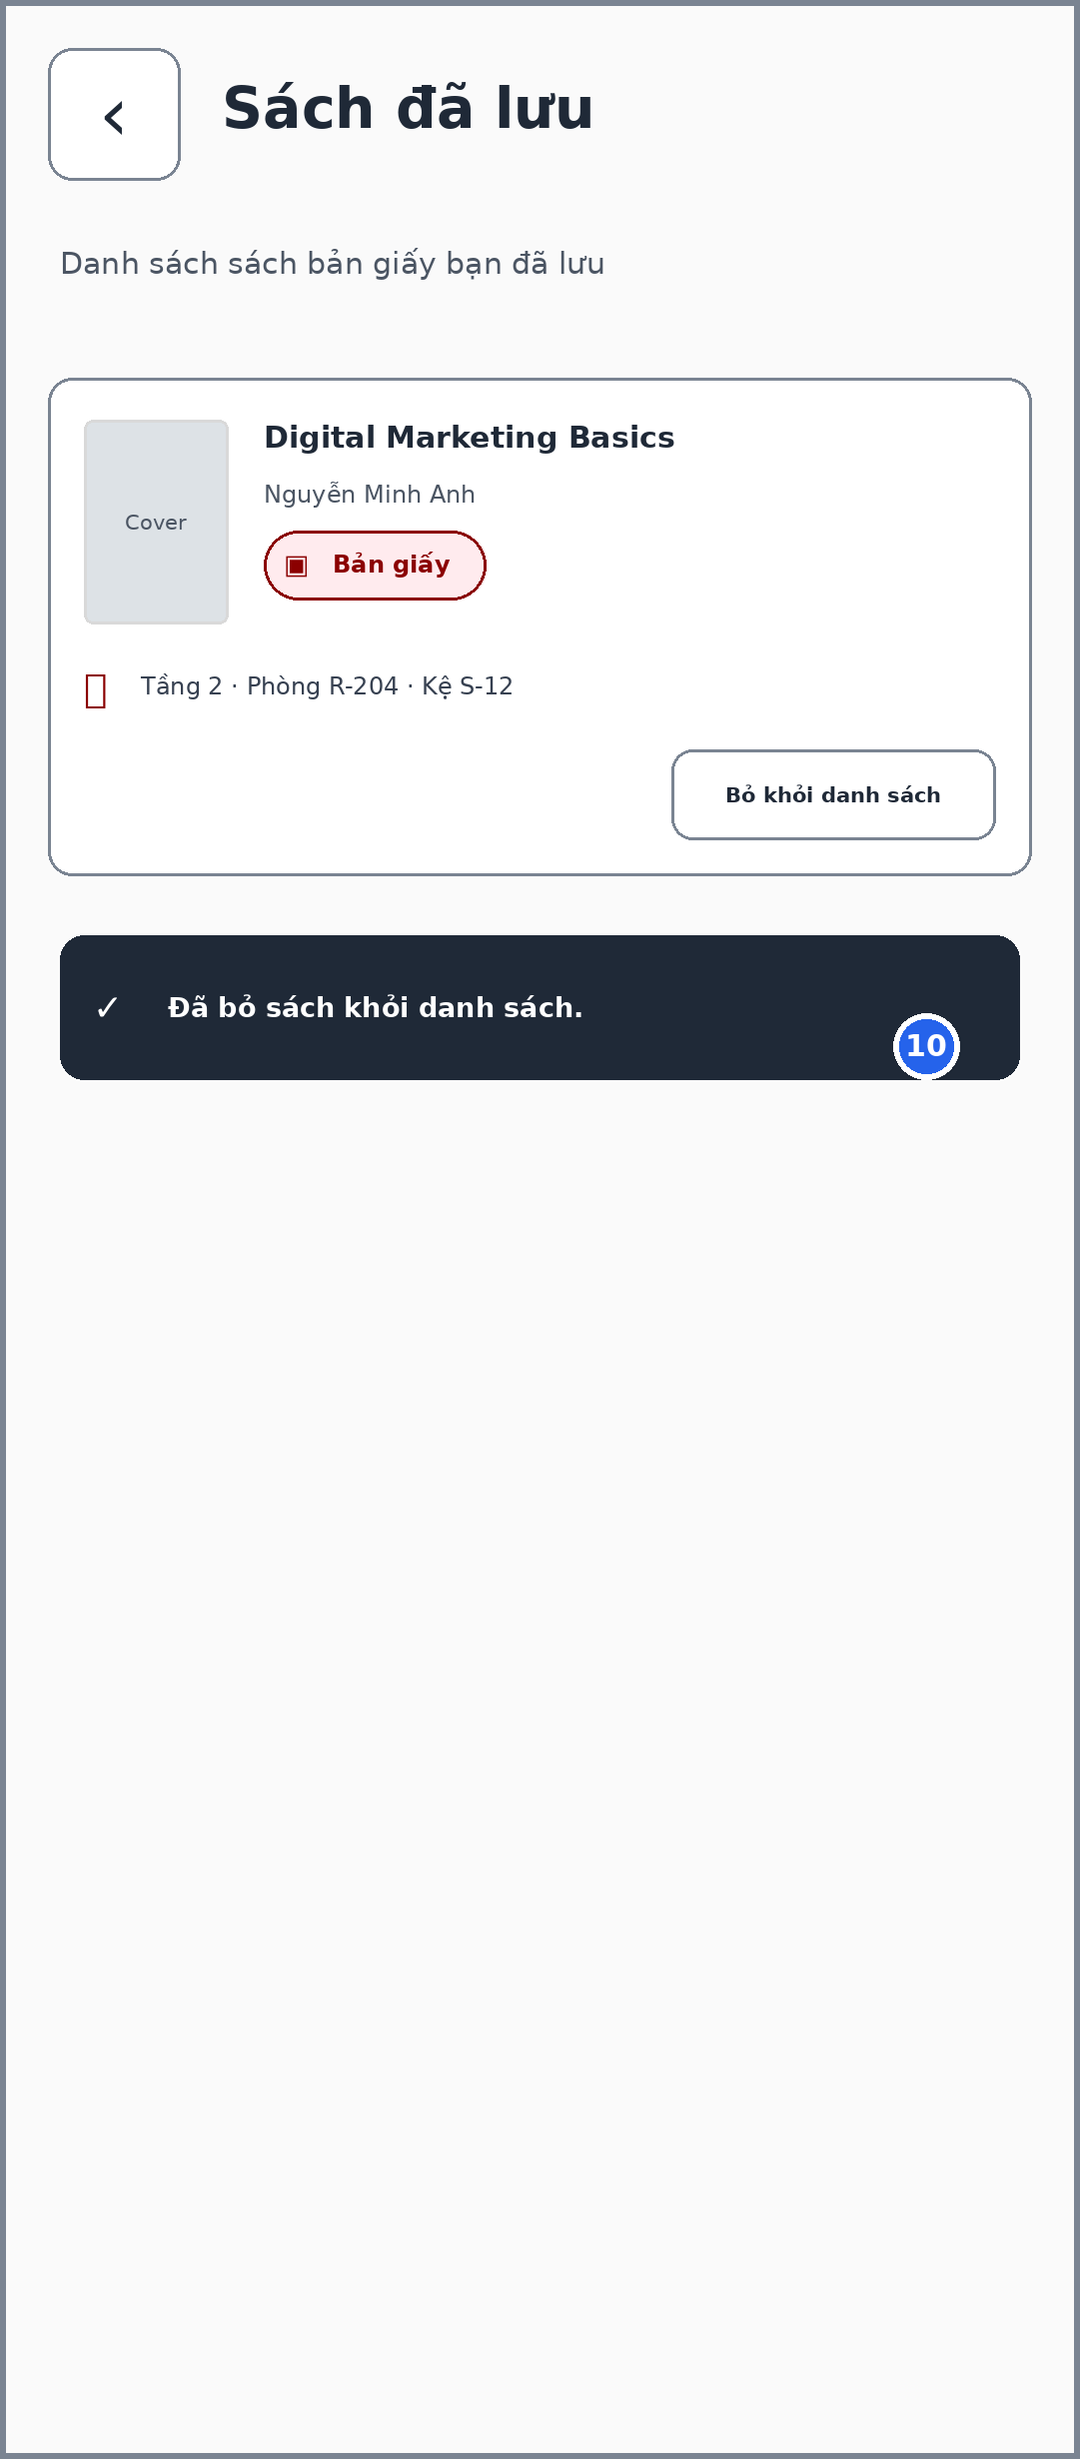 Sách đã lưu
Danh sách sách bản giấy bạn đã lưu
Digital Marketing Basics
Cover
Nguyễn Minh Anh
Bản giấy
Tầng 2 · Phòng R-204 · Kệ S-12
Bỏ khỏi danh sách
✓ Đã bỏ sách khỏi danh sách.
10